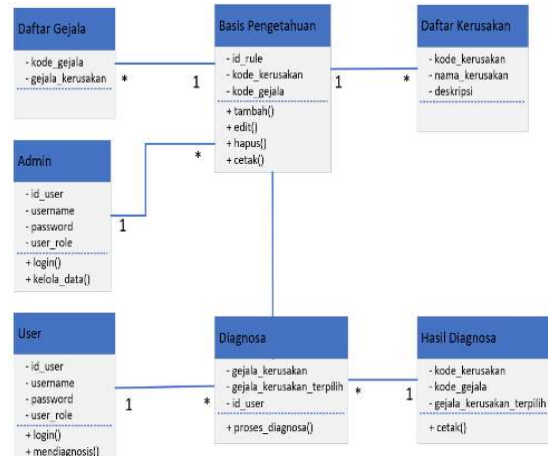 Daftar Gejala
- kode_gejala
- gejala_kerusakan
*
1
Basis Pengetahuan
- id_rule
- kode_kerusakan
- kode_gejala
+ tambah()
+ edit()
+ hapus()
+ cetak()
1
*
Daftar Kerusakan
- kode_kerusakan
- nama_kerusakan
- deskripsi
Admin
- id_user
- username
- password
- user_role
+ login()
+ kelola_data()
1
*
User
- id_user
- username
- password
- user_role
+ login()
+ mendiagnosis()
1
*
Diagnosa
- gejala_kerusakan
- gejala_kerusakan_terpilih
- id_user
+ proses_diagnosa()
*
1
Hasil Diagnosa
- kode_kerusakan
- kode_gejala
- gejala_kerusakan_terpilih
+ cetak()